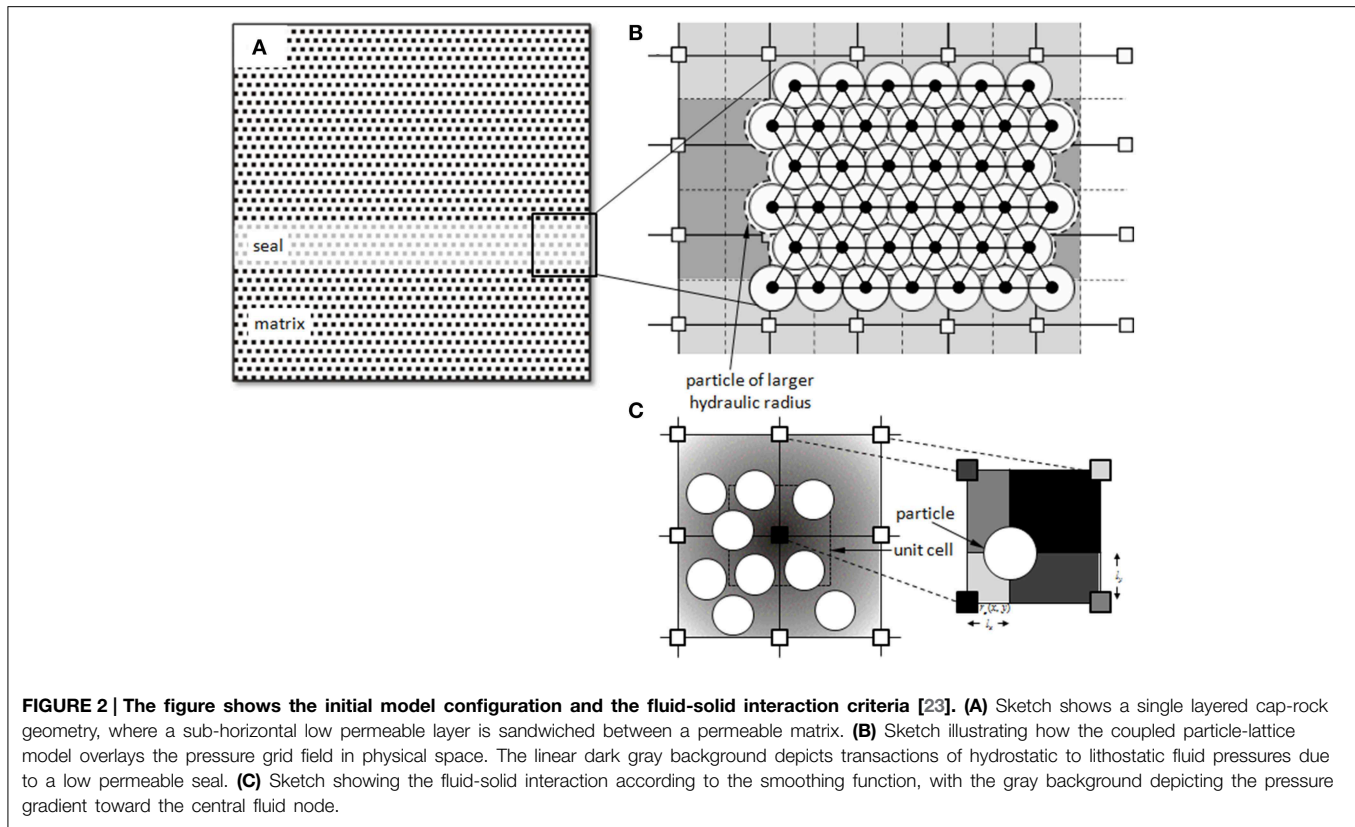 A
seal
matrix
B
particle of larger
hydraulic radius
C
particle
unit cell
FIGURE 2 | The figure shows the initial model configuration and the fluid-solid interaction criteria [23]. (A) Sketch shows a single layered cap-rock
geometry, where a sub-horizontal low permeable layer is sandwiched between a permeable matrix. (B) Sketch illustrating how the coupled particle-lattice
model overlays the pressure grid field in physical space. The linear dark gray background depicts transactions of hydrostatic to lithostatic fluid pressures due
to a low permeable seal. (C) Sketch showing the fluid-solid interaction according to the smoothing function, with the gray background depicting the pressure
gradient toward the central fluid node.